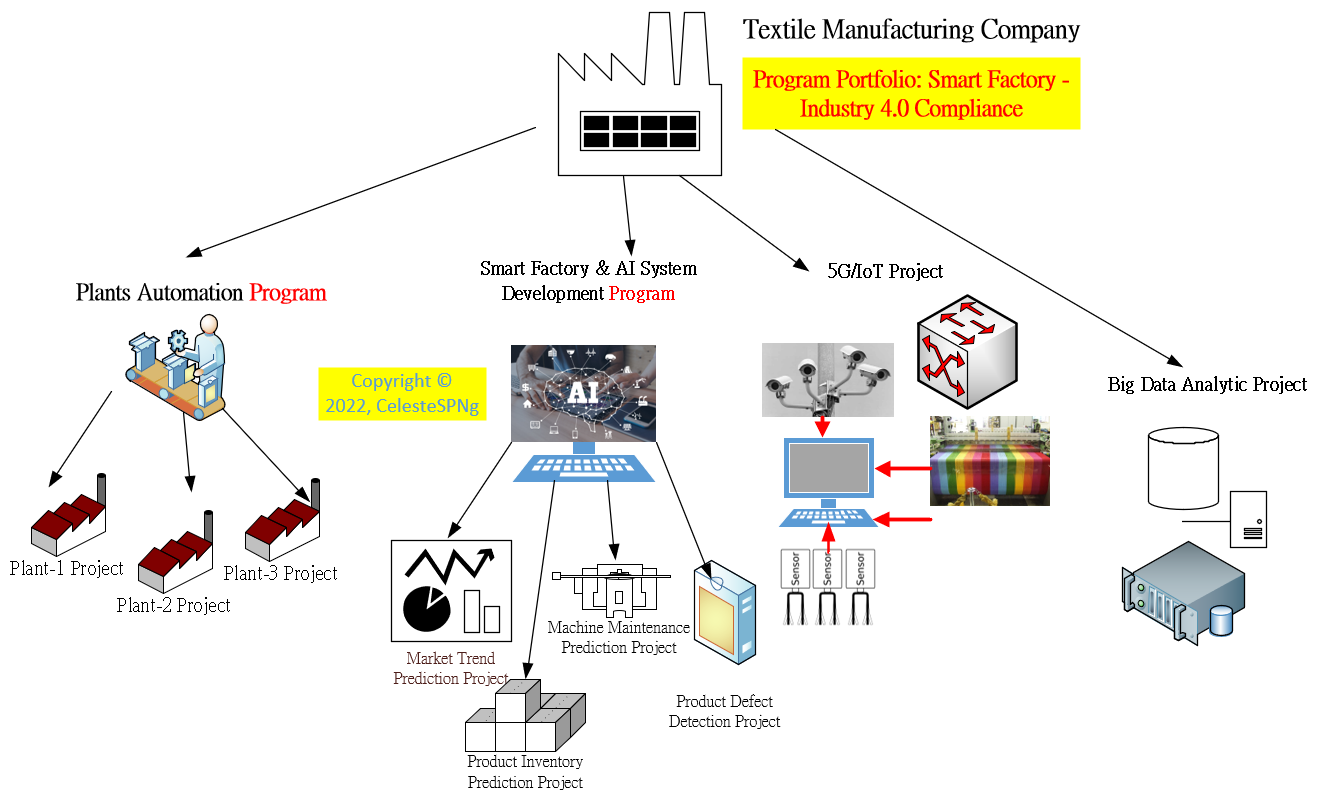 Textile Manufacturing Company
Program Portfolio: Smart Factory -
Industry 4.0 Compliance
Plants Automation Program
Smart Factory & AI System
Development Program
5G/IoT Project
Big Data Analytic Project
Copyright ©
2022, CelesteSPNg
AI
$
Plant-1 Project
Plant-2 Project
Plant-3 Project
Sensor
Sensor
Sensor
Market Trend
Prediction Project
Machine Maintenance
Prediction Project
Product Defect
Detection Project
Product Inventory
Prediction Project